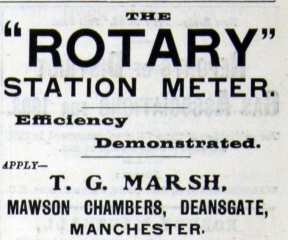 THE
"ROTARY"
STATION METER.
Efficiency
Demonstrated.
APPLY—
T. G. MARSH,
MAWSON CHAMBERS, DEANSGATE,
MANCHESTER.